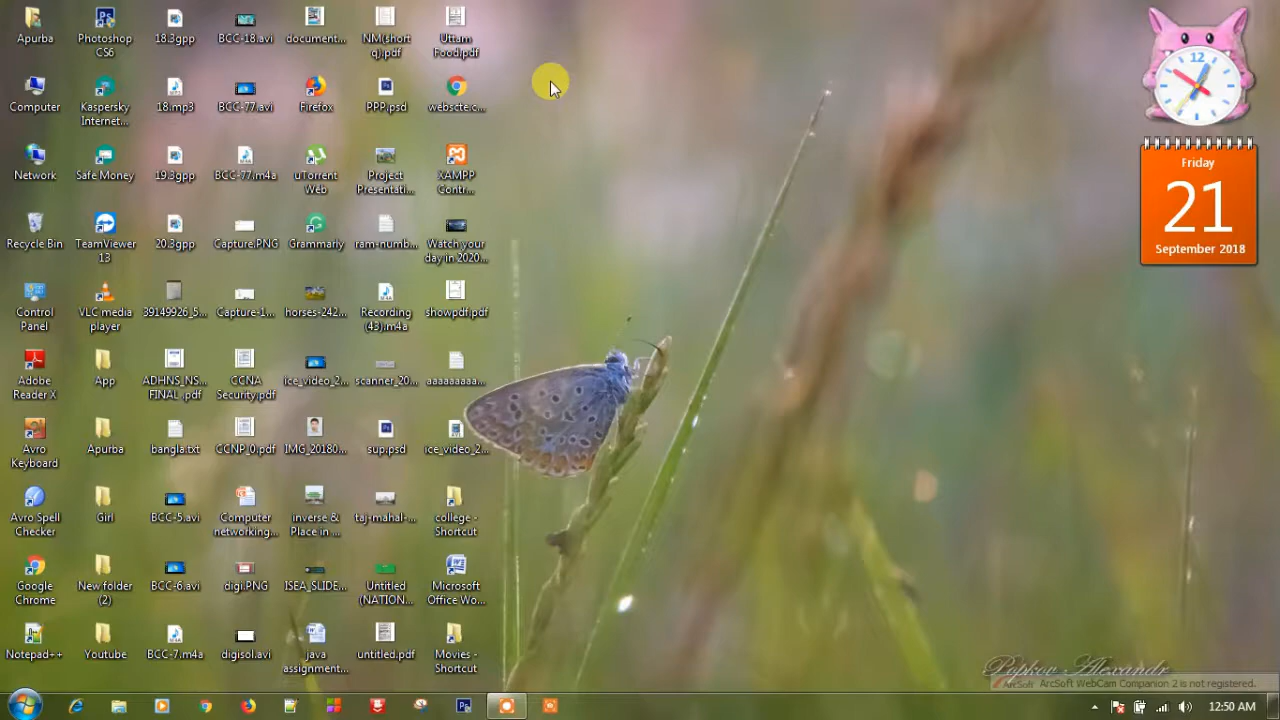 Apurba
Computer
Network
Recycle Bin
Control
Panel
Adobe
Reader X
Avro
Keyboard
Avro Spell
Checker
Google
Chrome
Notepad++
Photoshop
CS6
Kaspersky
Internet...
Safe Money
TeamViewer
13
VLC media
player
App
Apurba
Girl
New folder
(2)
Youtube
18.3gpp
18.mp3
19.3gpp
20.3gpp
39149926_5...
ADHNS_NS...
FINAL .pdf
bangla.txt
BCC-5.avi
BCC-6.avi
BCC-7.m4a
BCC-18.avi
BCC-77.avi
BCC-77.m4a
Capture.PNG
Capture-1...
CCNA
Security.pdf
CCNP_0.pdf
Computer
networking...
digi.PNG
digisol.avi
document...
Firefox
uTorrent
Web
Grammarly
horses-242...
ice_video_2...
IMG_20180...
inverse &
Place in ...
ISEA_SLIDE...
java
assignment...
NM(short
q).pdf
PPP.psd
Project
Presentati...
ram-numb...
Recording
(43).m4a
scanner_20...
sup.psd
taj-mahal-...
Untitled
(NATION...
untitled.pdf
Uttam
Food.pdf
webscte.c...
XAMPP
Contr...
Watch your
day in 2020...
showpdf.pdf
aaaaaaaaa...
ice_video_2...
college -
Shortcut
Microsoft
Office Wo...
Movies -
Shortcut
12
Friday
21
September 2018
Popkov Alexandr
ArcSoft ArcSoft WebCam Companion 2 is not registered.
12:50 AM